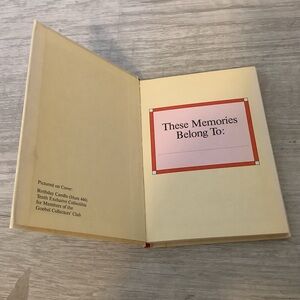 Pictured on Cover:
Birthday Candle (Hum 440)
Tenth Exclusive Collectible
for Members of the
Goebel Collectors' Club
These Memories
Belong To: